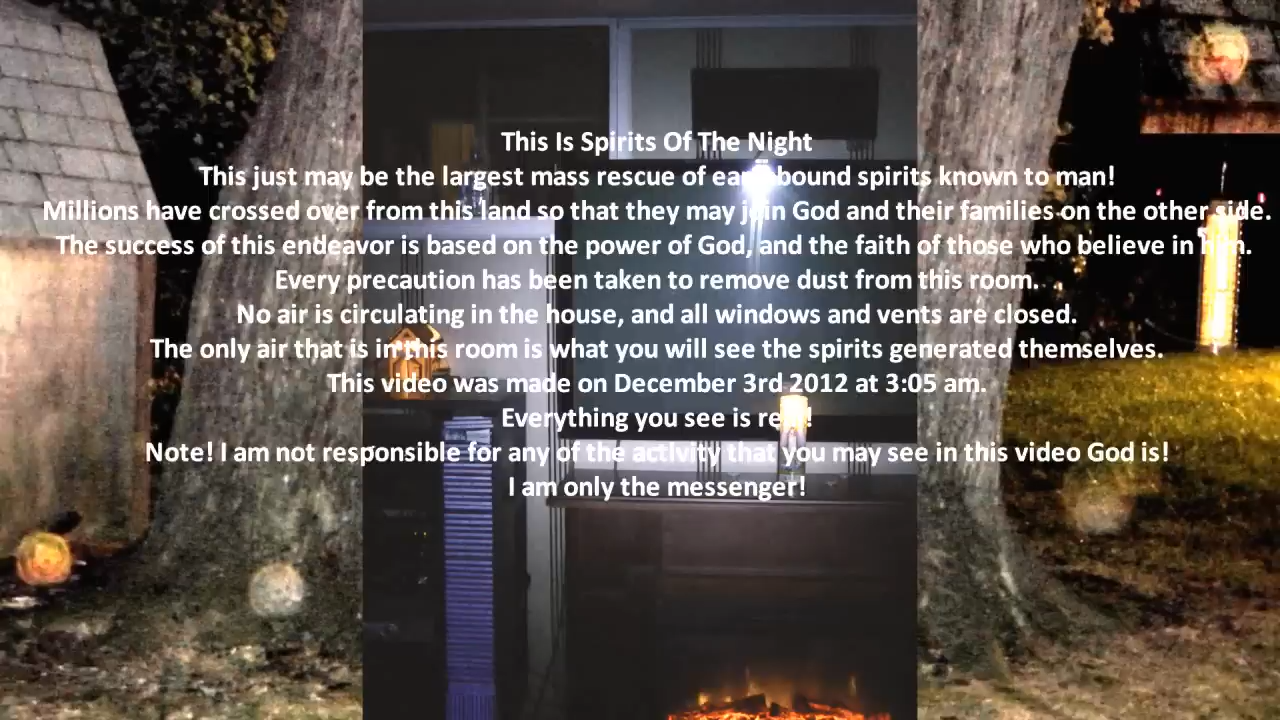 This Is Spirits Of The Night
This just may be the largest mass rescue of earthbound spirits known to man!
Millions have crossed over from this land so that they may join God and their families on the other side.
The success of this endeavor is based on the power of God, and the faith of those who believe in him.
Every precaution has been taken to remove dust from this room.
No air is circulating in the house, and all windows and vents are closed.
The only air that is in this room is what you will see the spirits generated themselves.
This video was made on December 3rd 2012 at 3:05 am.
Everything you see is real!
Note! I am not responsible for any of the activity that you may see in this video God is!
I am only the messenger!